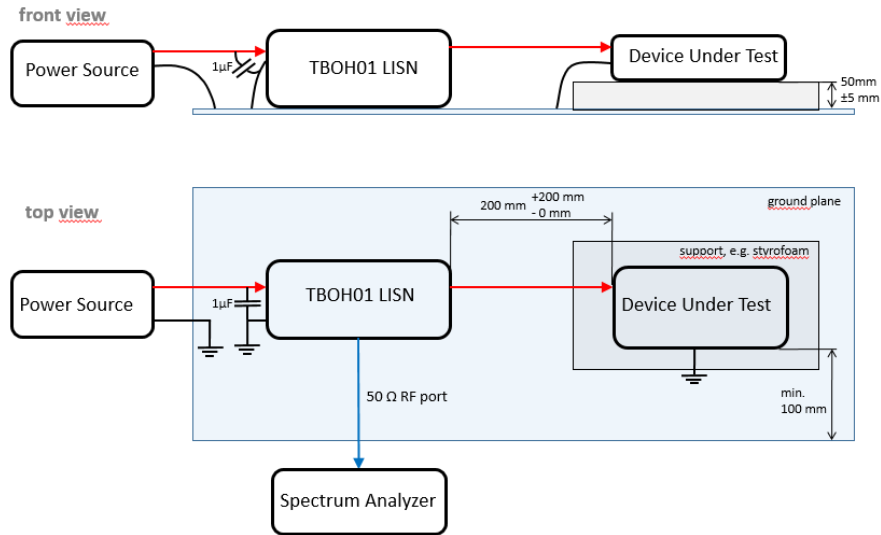 front view
Power Source
1µF
TBOH01 LISN
Device Under Test
50mm
±5 mm
top view
200 mm +200 mm
- 0 mm
ground plane
support, e.g. styrofoam
Power Source
1µF
TBOH01 LISN
Device Under Test
50 Ω RF port
min.
100 mm
Spectrum Analyzer